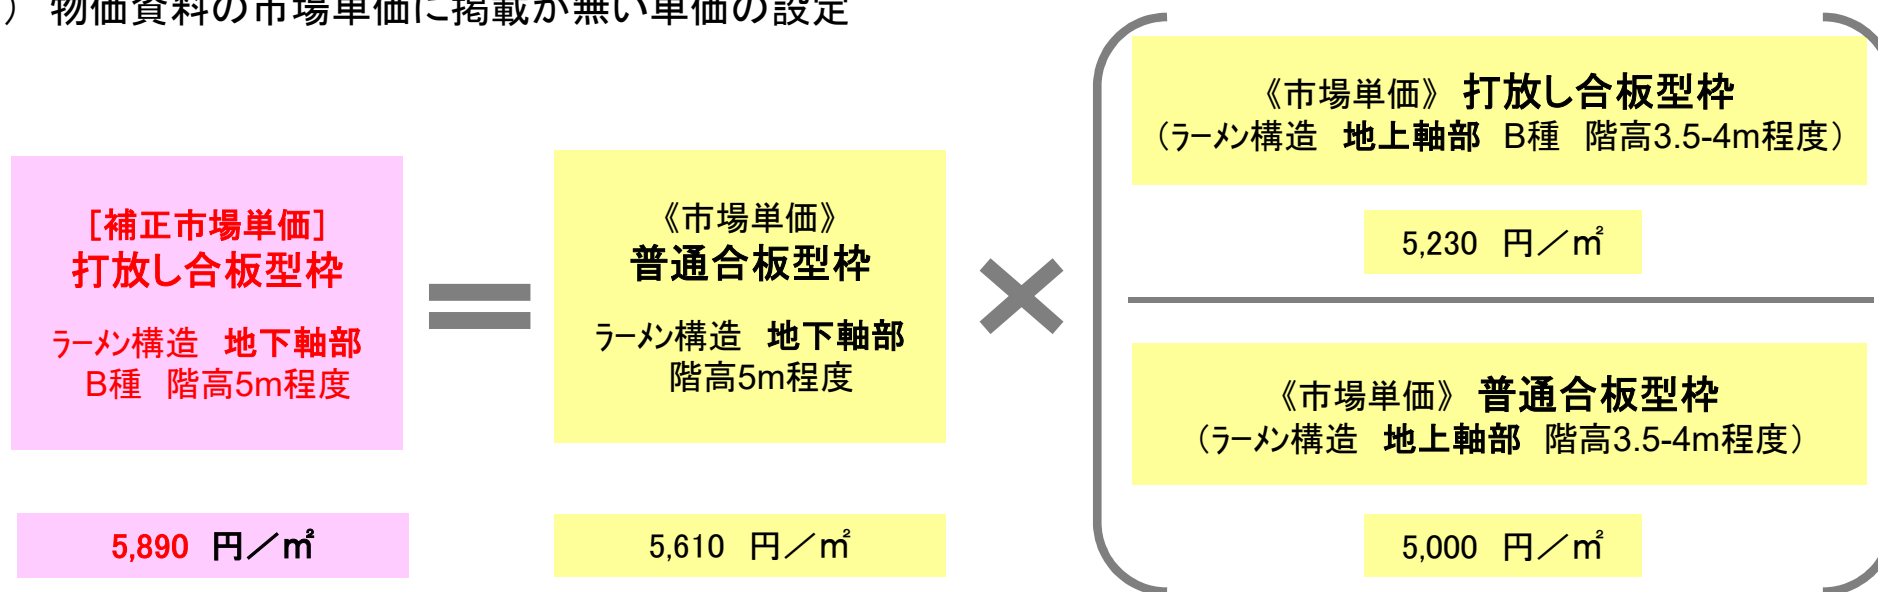 ） 物価資料の市場単価に掲載が無い単価の設定
［補正市場単価］
打放し合板型枠
ﾗｰﾒﾝ構造　地下軸部
B種　階高5m程度
5,890　円／㎡
＝
《市場単価》
普通合板型枠
ﾗｰﾒﾝ構造　地下軸部
階高5m程度
5,610　円／㎡
×
《市場単価》 打放し合板型枠
（ﾗｰﾒﾝ構造　地上軸部　B種　階高3.5-4m程度）
5,230　円／㎡
《市場単価》 普通合板型枠
（ﾗｰﾒﾝ構造　地上軸部　階高3.5-4m程度）
5,000　円／㎡